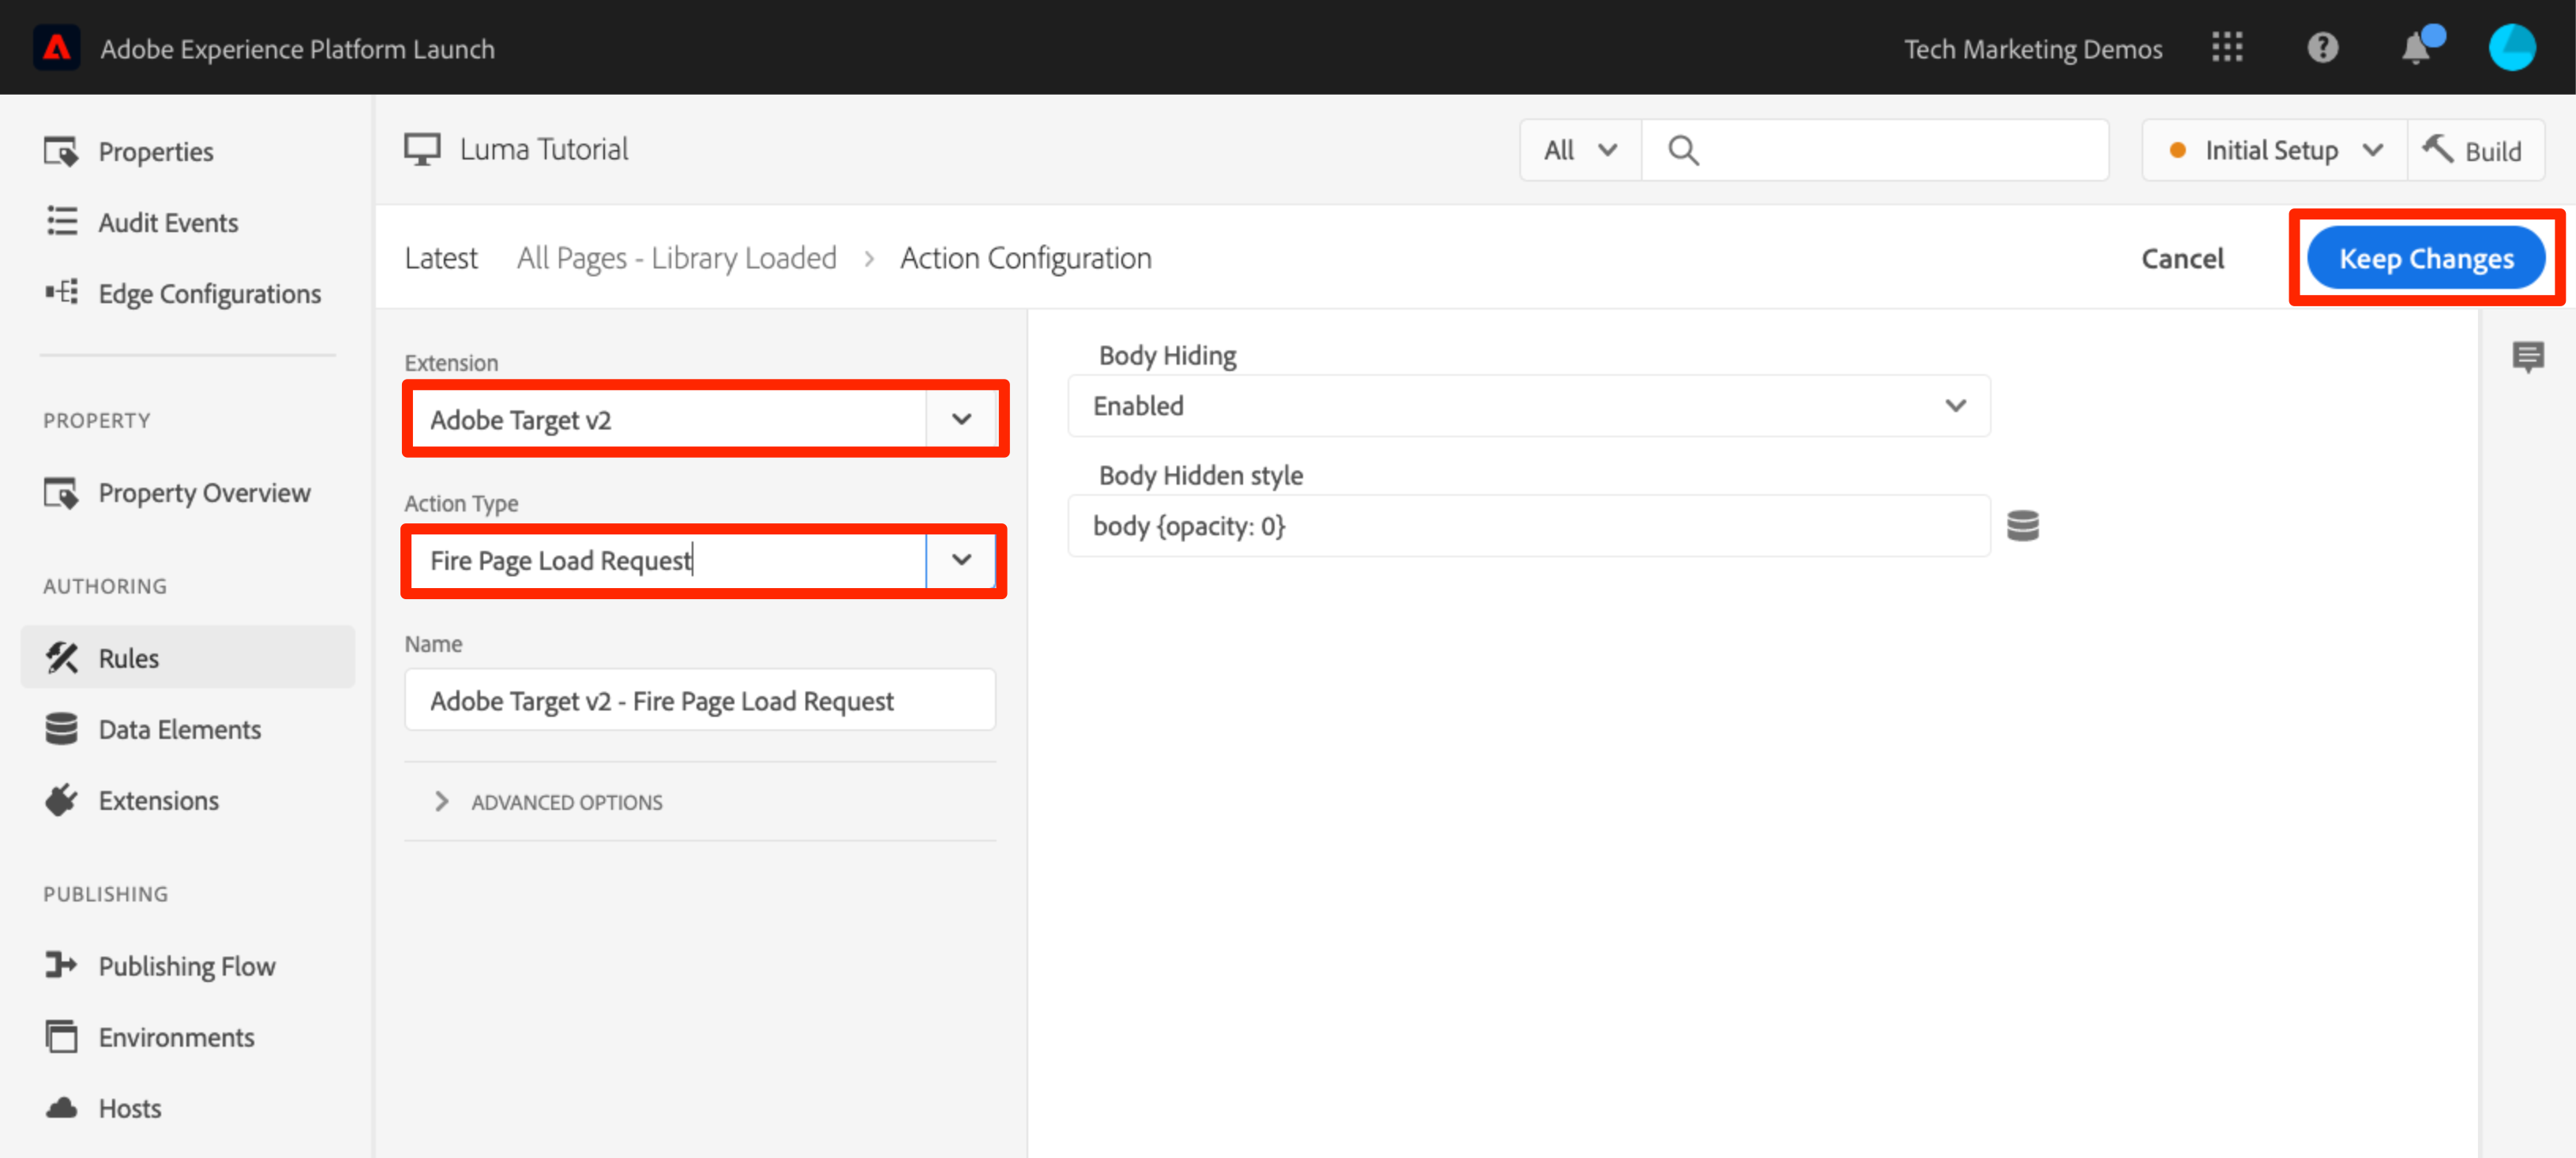 Adobe Experience Platform Launch
Tech Marketing Demos
Properties
Audit Events
Edge Configurations
PROPERTY
Property Overview
AUTHORING
Rules
Data Elements
Extensions
PUBLISHING
Publishing Flow
Environments
Hosts
Luma Tutorial
All
Initial Setup
Build
Latest All Pages - Library Loaded > Action Configuration
Cancel
Keep Changes
Extension
Adobe Target v2
Action Type
Fire Page Load Request
Name
Adobe Target v2 - Fire Page Load Request
ADVANCED OPTIONS
Body Hiding
Enabled
Body Hidden style
body {opacity: 0}